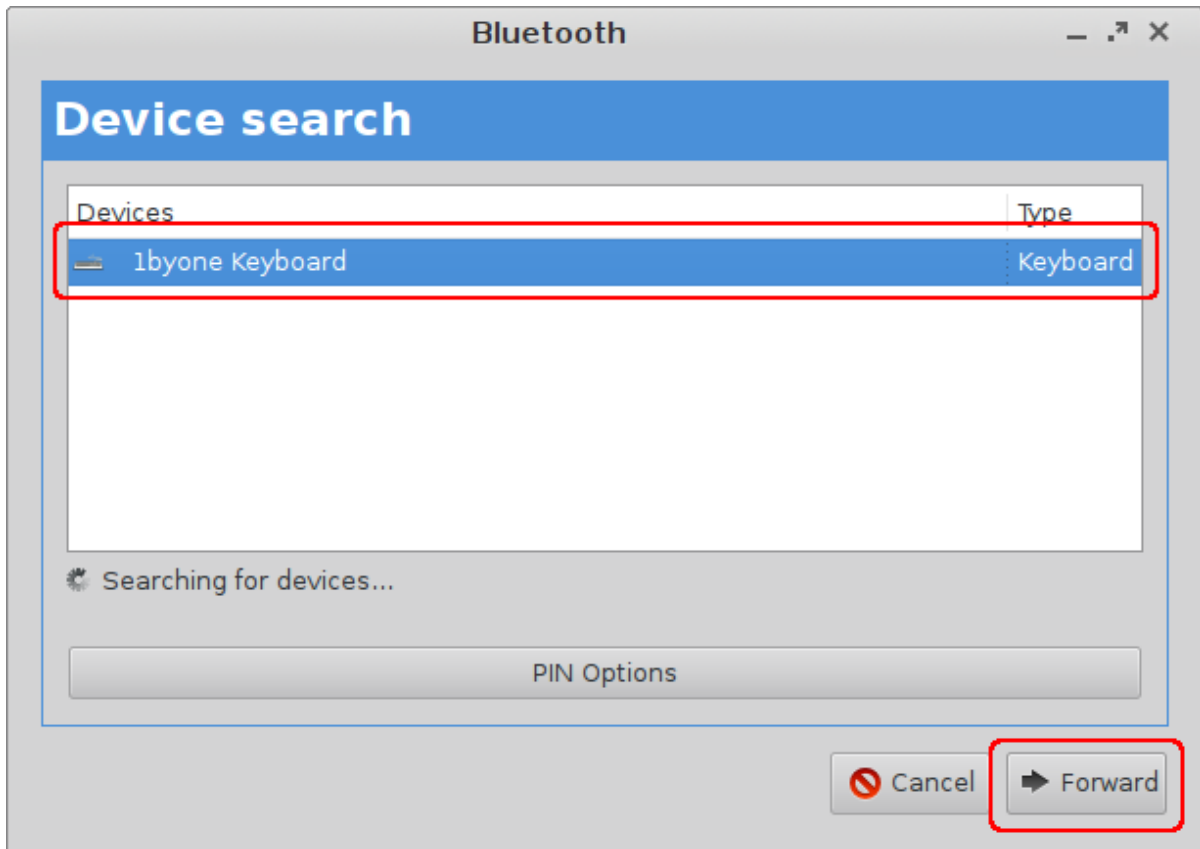 Bluetooth
Device search
Devices Type
1byone Keyboard Keyboard
Searching for devices...
PIN Options
Cancel Forward